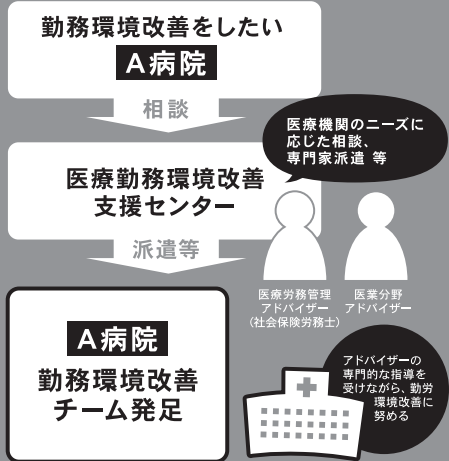 勤務環境改善をしたい
A病院
相談
医療機関のニーズに
応じた相談、
専門家派遣 等
医療勤務環境改善
支援センター
派遣等
医療労務管理
アドバイザー
(社会保険労務士)
医業分野
アドバイザー
A病院
勤務環境改善
チーム発足
アドバイザーの
専門的な指導を
受けながら、勤労
環境改善に
努める